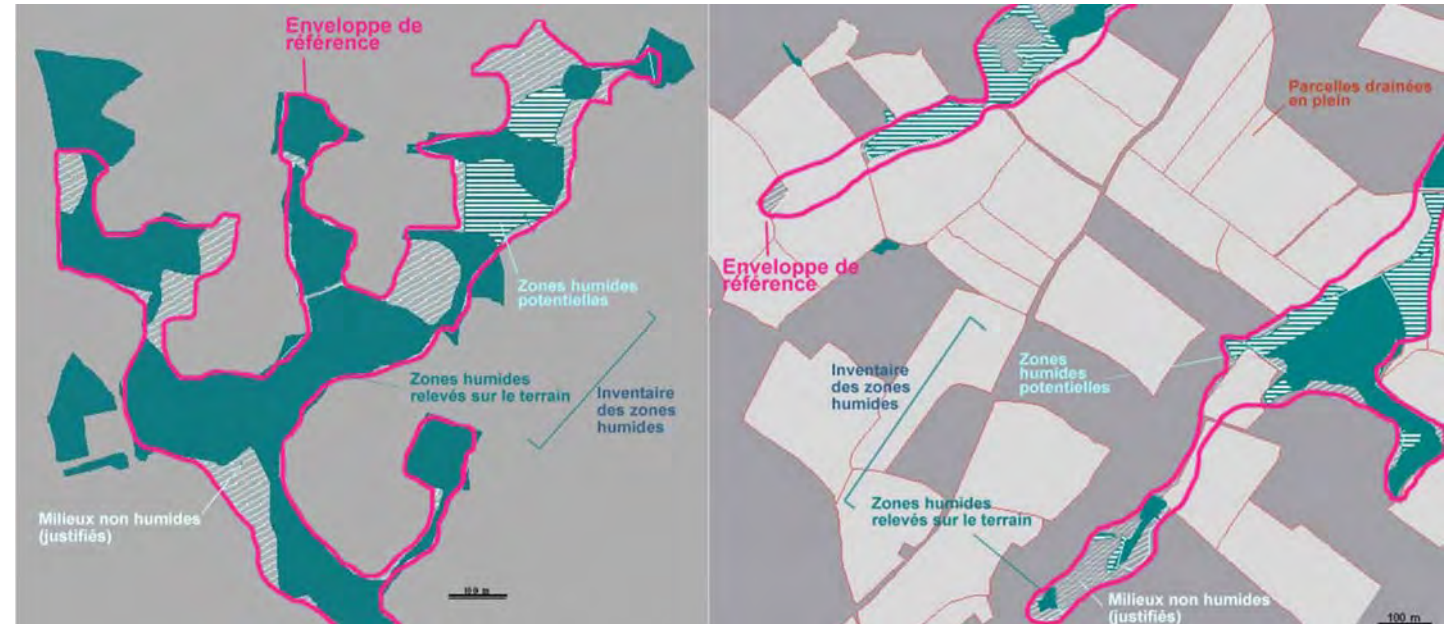 Enveloppe de
référence
Zones humides
potentielles
Zones humides
relevés sur le terrain
Inventaire
des zones
humides
Milieux non humides
(justifiés)
100 m
Parcelles drainées
en plein
Enveloppe de
référence
Inventaire
des zones
humides
Zones
humides
potentielles
Zones humides
relevés sur le terrain
Milieux non humides
(justifiés)
100 m